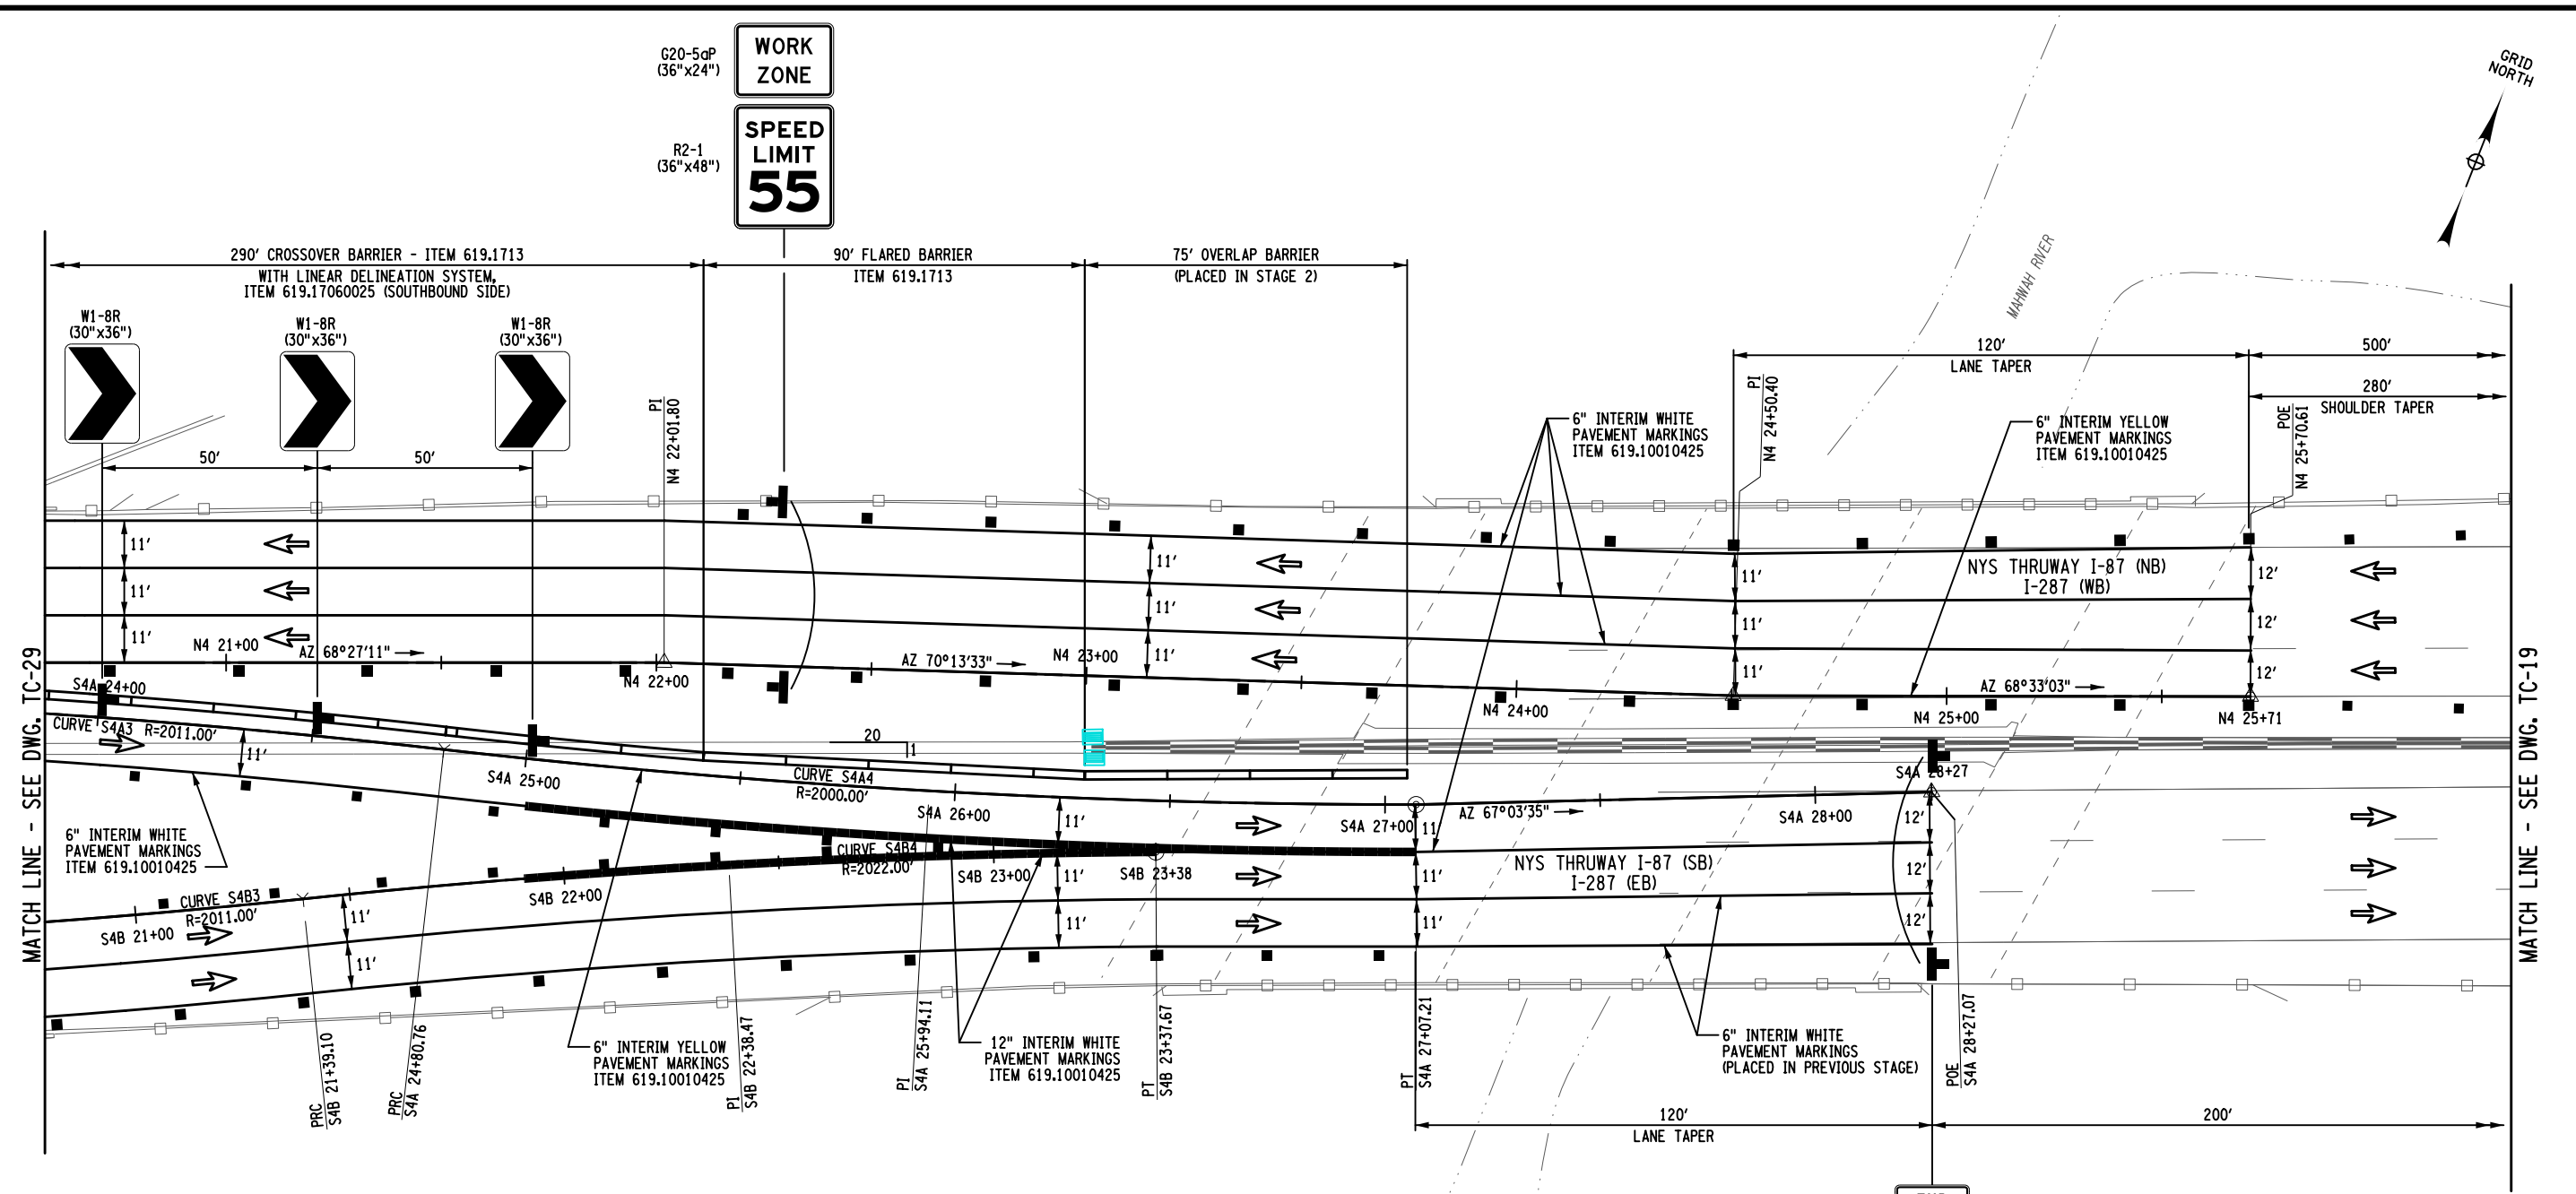 G20-5aP
(36"x24")
WORK
ZONE
R2-1
(36"x48")
SPEED
LIMIT
55
GRID
NORTH
290' CROSSOVER BARRIER - ITEM 619.1713
WITH LINEAR DELINEATION SYSTEM,
ITEM 619.17060025 (SOUTHBOUND SIDE)
90' FLARED BARRIER
ITEM 619.1713
75' OVERLAP BARRIER
(PLACED IN STAGE 2)
MAHWAH RIVER
W1-8R
(30"x36")
W1-8R
(30"x36")
W1-8R
(30"x36")
50'
50'
PI
N4 22+01.80
120'
LANE TAPER
500'
280'
SHOULDER TAPER
PI
N4 24+50.40
POE
N4 25+70.61
6" INTERIM WHITE
PAVEMENT MARKINGS
ITEM 619.10010425
6" INTERIM YELLOW
PAVEMENT MARKINGS
ITEM 619.10010425
11'
11'
11'
11'
11'
11'
11'
11'
11'
12'
12'
12'
NYS THRUWAY I-87 (NB)
I-287 (WB)
N4 21+00
AZ 68°27'11"
N4 22+00
AZ 70°13'33"
N4 23+00
N4 24+00
AZ 68°33'03"
N4 25+00
N4 25+71
MATCH LINE - SEE DWG. TC-29
MATCH LINE - SEE DWG. TC-19
S4A 24+00
CURVE S4A3
R=2011.00'
11'
S4A 25+00
20
1
CURVE S4A4
R=2000.00'
S4A 26+00
11'
S4A 27+00
11'
AZ 67°03'35"
S4A 28+00
S4A 28+27
12'
12'
12'
6" INTERIM WHITE
PAVEMENT MARKINGS
ITEM 619.10010425
CURVE S4B4
R=2022.00'
S4B 22+00
S4B 23+00
S4B 23+38
11'
11'
11'
11'
NYS THRUWAY I-87 (SB)
I-287 (EB)
CURVE S4B3
R=2011.00'
S4B 21+00
11'
11'
PRC
S4B 21+39.10
PRC
S4A 24+80.76
6" INTERIM YELLOW
PAVEMENT MARKINGS
ITEM 619.10010425
PI
S4B 22+38.47
PI
S4A 25+94.11
12" INTERIM WHITE
PAVEMENT MARKINGS
ITEM 619.10010425
PT
S4B 23+37.67
PT
S4A 27+07.21
6" INTERIM WHITE
PAVEMENT MARKINGS
(PLACED IN PREVIOUS STAGE)
POE
S4A 28+27.07
120'
LANE TAPER
200'